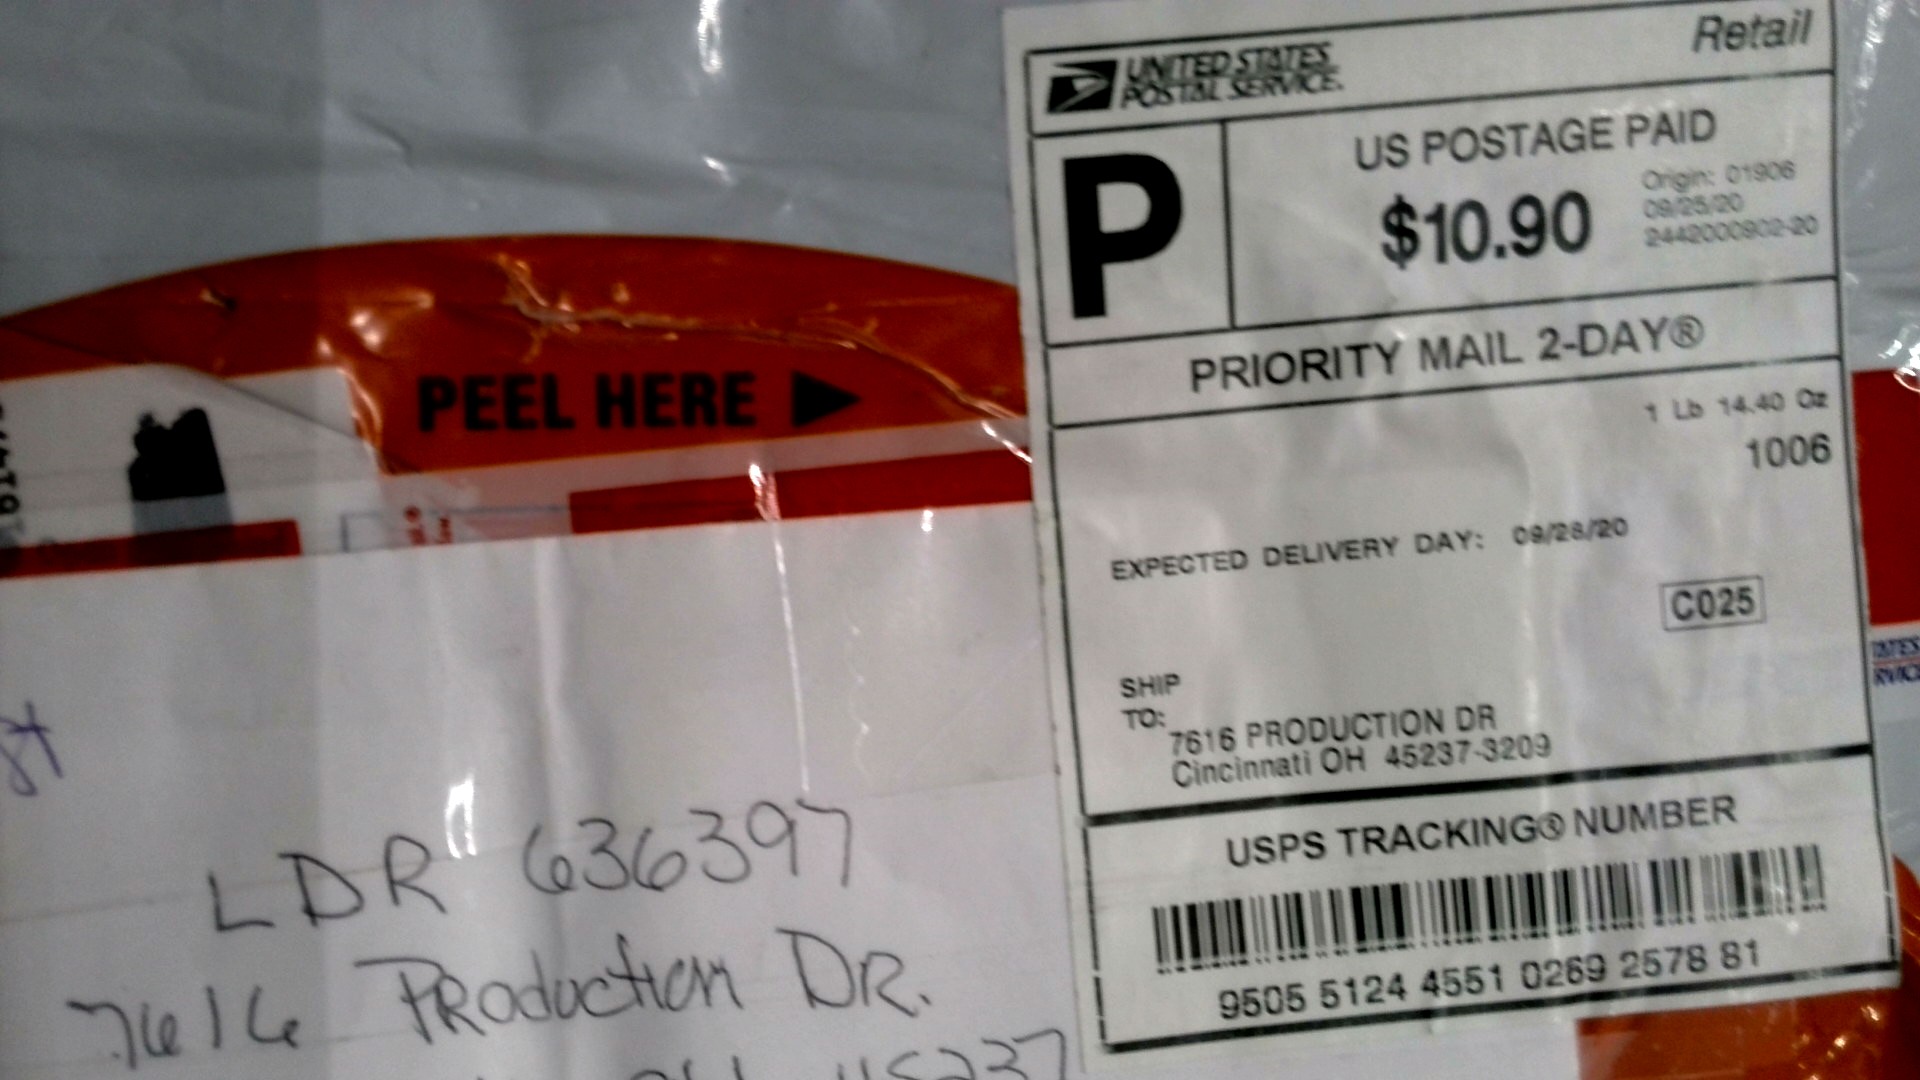 PEEL HERE
LDR 636397
7616 Production DR.
45237
Retail
UNITED STATES
POSTAL SERVICE.
P
US POSTAGE PAID
$10.90
Origin: 01906
09/25/20
2442000902-20
PRIORITY MAIL 2-DAY®
1 Lb 14.40 Oz
1006
EXPECTED DELIVERY DAY: 09/28/20
C025
SHIP
TO:
7616 PRODUCTION DR
Cincinnati OH 45237-3209
USPS TRACKING® NUMBER
9505 5124 4551 0269 2578 81